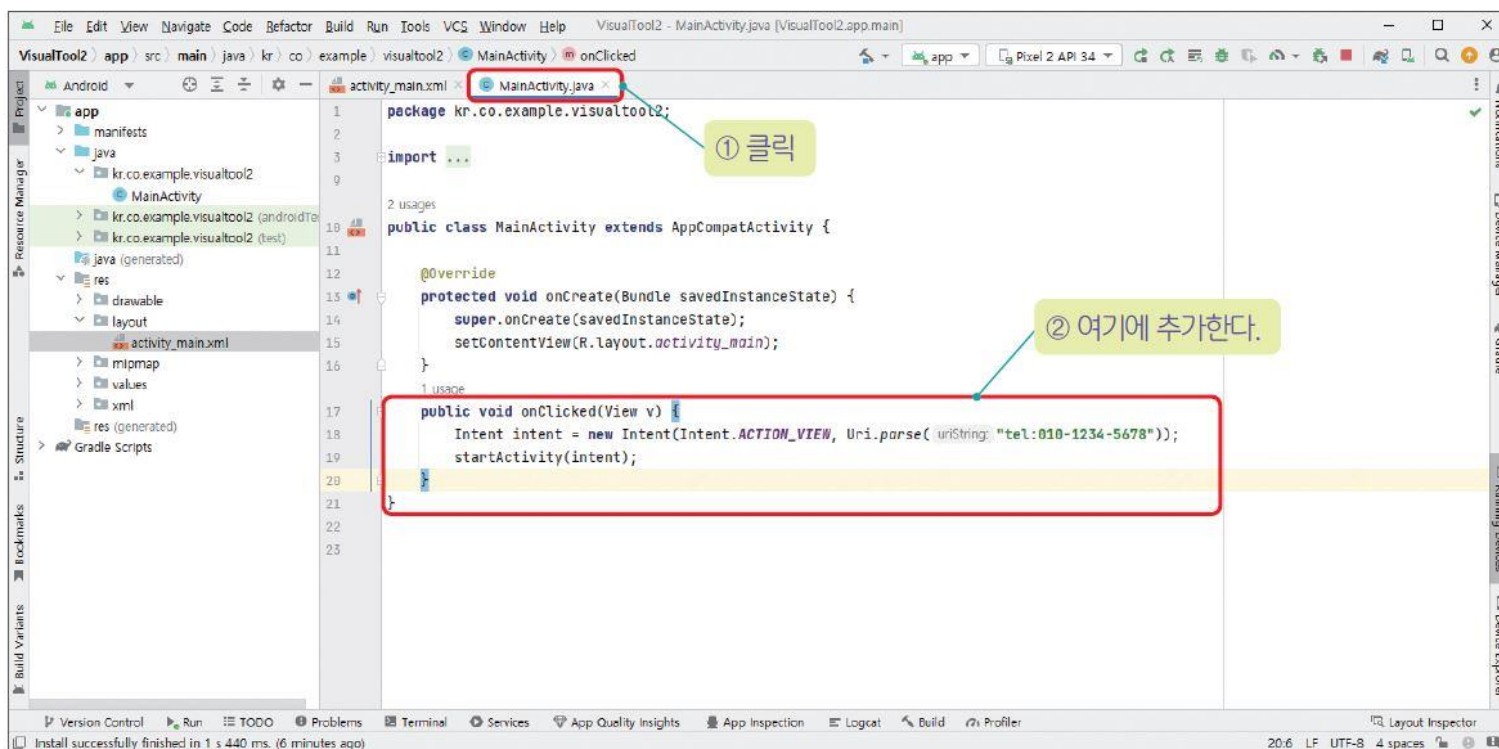 File Edit View Navigate Code Refactor Build Run Tools VCS Window Help VisualTool2 - MainActivity.java [VisualTool2.app.main]
VisualTool2 app src main java kr co example visualtool2 MainActivity onClicked app Pixel 2 API 34
Project
Resource Manager
Structure
Bookmarks
Build Variants
Android
app
manifests
java
kr.co.example.visualtool2
MainActivity
kr.co.example.visualtool2 (androidTe
kr.co.example.visualtool2 (test)
java (generated)
res
drawable
layout
activity_main.xml
mipmap
values
xml
res (generated)
Gradle Scripts
activity_main.xml MainActivity.java
1 package kr.co.example.visualtool2;
2
3 import ...
9
2 usages
10 public class MainActivity extends AppCompatActivity {
11
12 @Override
13 protected void onCreate(Bundle savedInstanceState) {
14 super.onCreate(savedInstanceState);
15 setContentView(R.layout.activity_main);
16 }
1 usage
17 public void onClicked(View v) {
18 Intent intent = new Intent(Intent.ACTION_VIEW, Uri.parse( uriString: "tel:010-1234-5678"));
19 startActivity(intent);
20 }
21 }
22
23
① 클릭
② 여기에 추가한다.
Version Control Run TODO Problems Terminal Services App Quality Insights App Inspection Logcat Build Profiler Layout Inspector
Install successfully finished in 1 s 440 ms. (6 minutes ago) 20:6 LF UTF-8 4 spaces